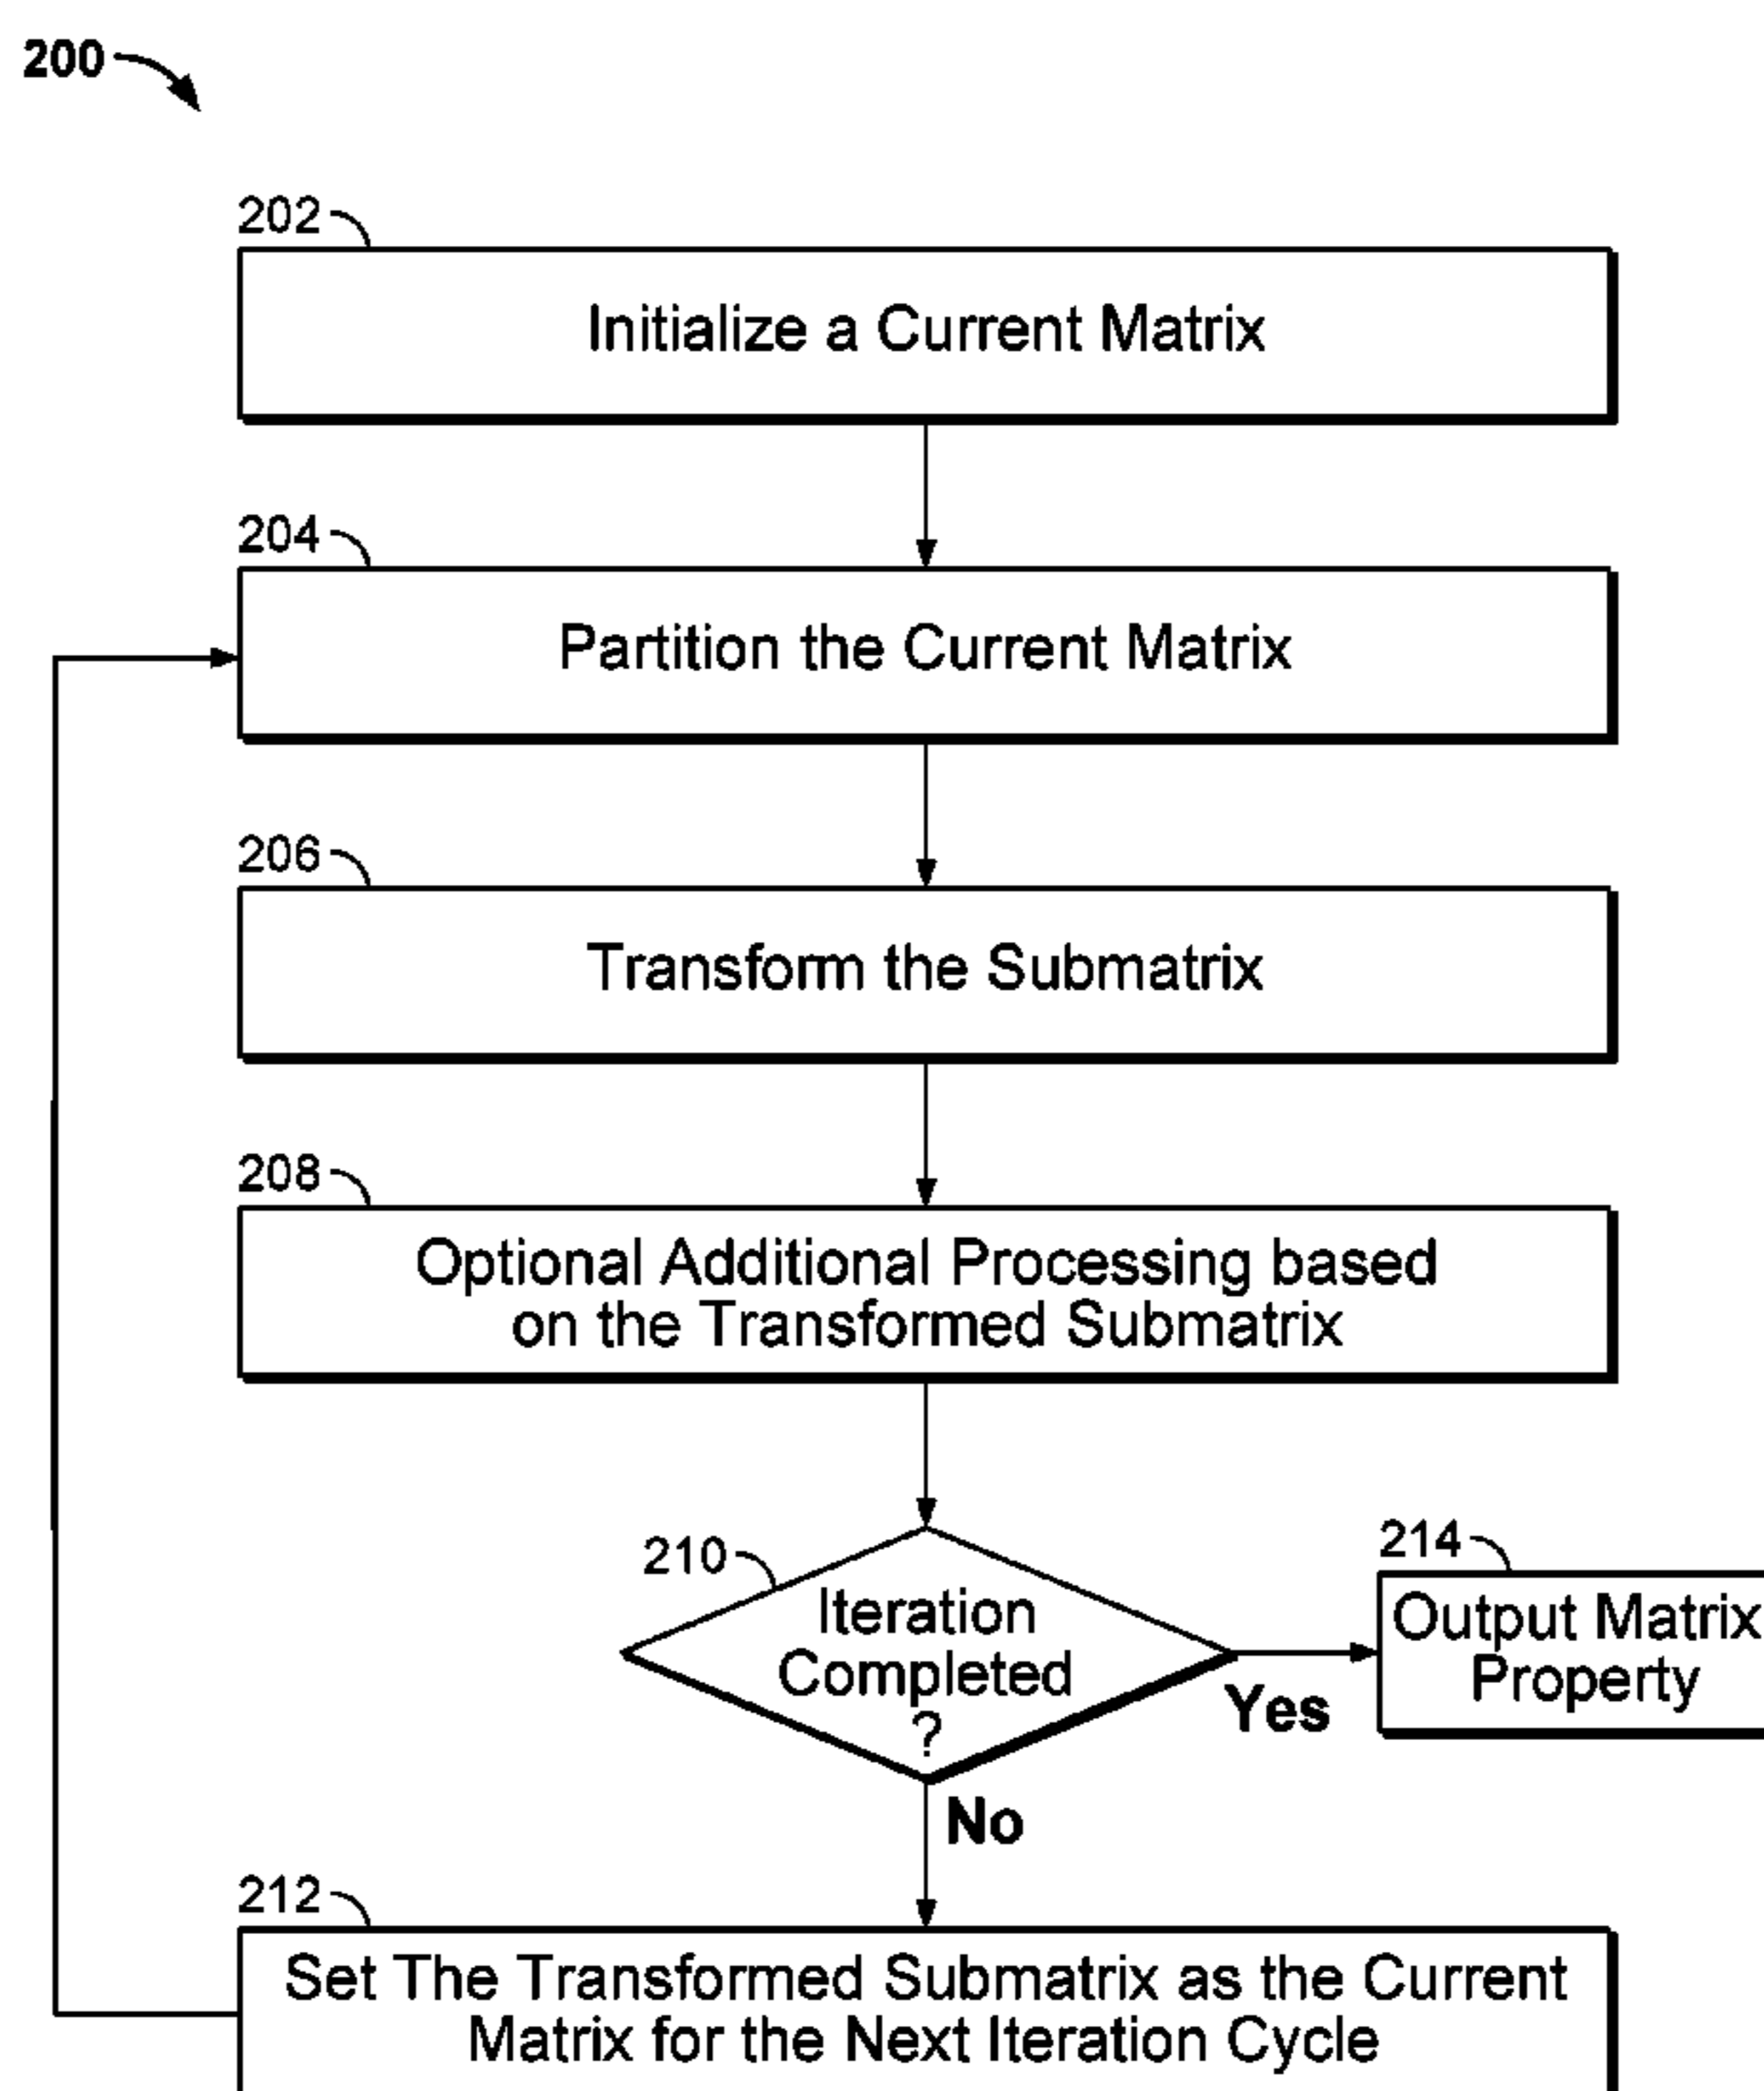 200
202
Initialize a Current Matrix
204
Partition the Current Matrix
206
Transform the Submatrix
208
Optional Additional Processing based
on the Transformed Submatrix
210
Iteration
Completed
?
Yes
214
Output Matrix
Property
No
212
Set The Transformed Submatrix as the Current
Matrix for the Next Iteration Cycle